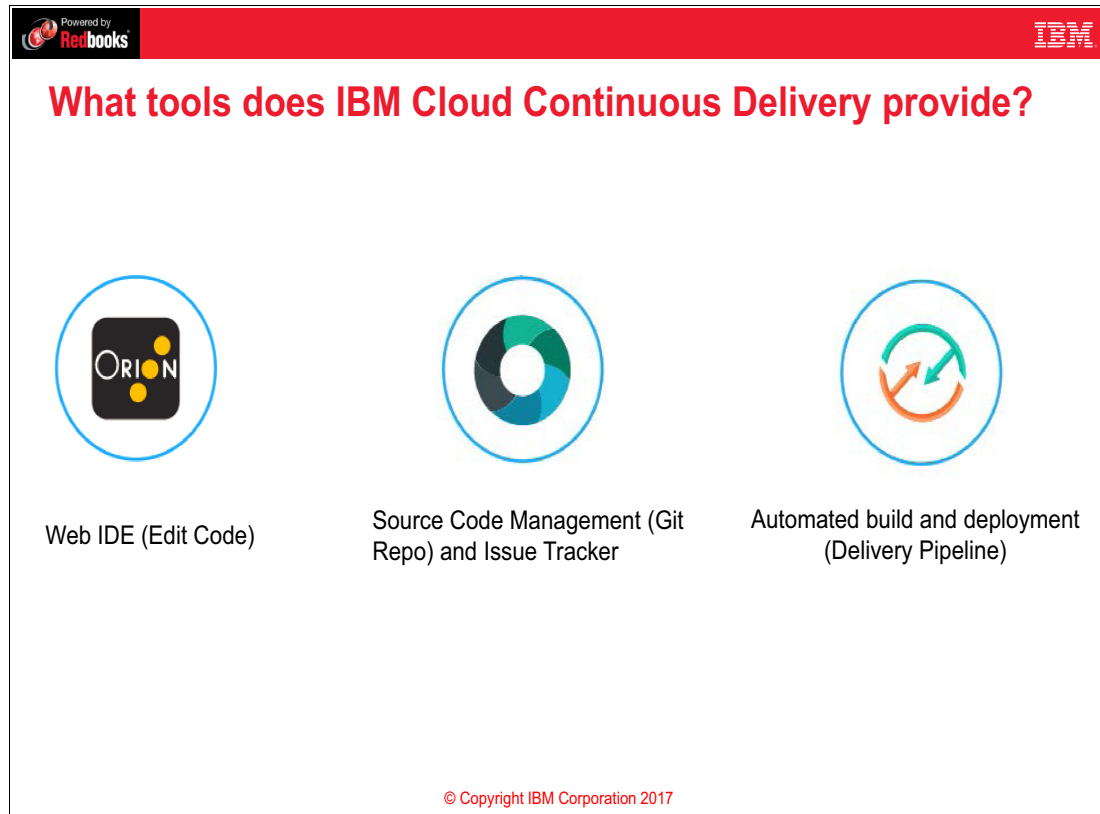 Powered by
Redbooks
IBM.
What tools does IBM Cloud Continuous Delivery provide?
ORION
Web IDE (Edit Code)
Source Code Management (Git
Repo) and Issue Tracker
Automated build and deployment
(Delivery Pipeline)
© Copyright IBM Corporation 2017